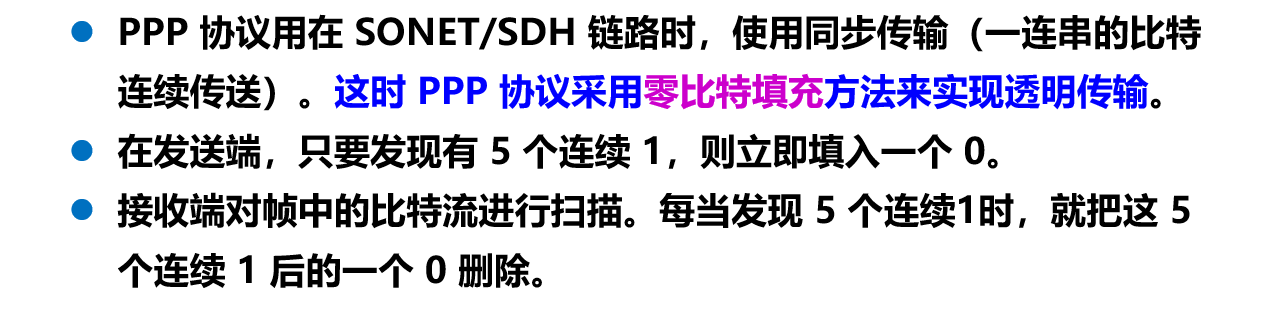 ● PPP 协议用在 SONET/SDH 链路时，使用同步传输（一连串的比特
连续传送）。这时 PPP 协议采用零比特填充方法来实现透明传输。
● 在发送端，只要发现有 5 个连续 1，则立即填入一个 0。
● 接收端对帧中的比特流进行扫描。每当发现 5 个连续1时，就把这 5
个连续 1 后的一个 0 删除。